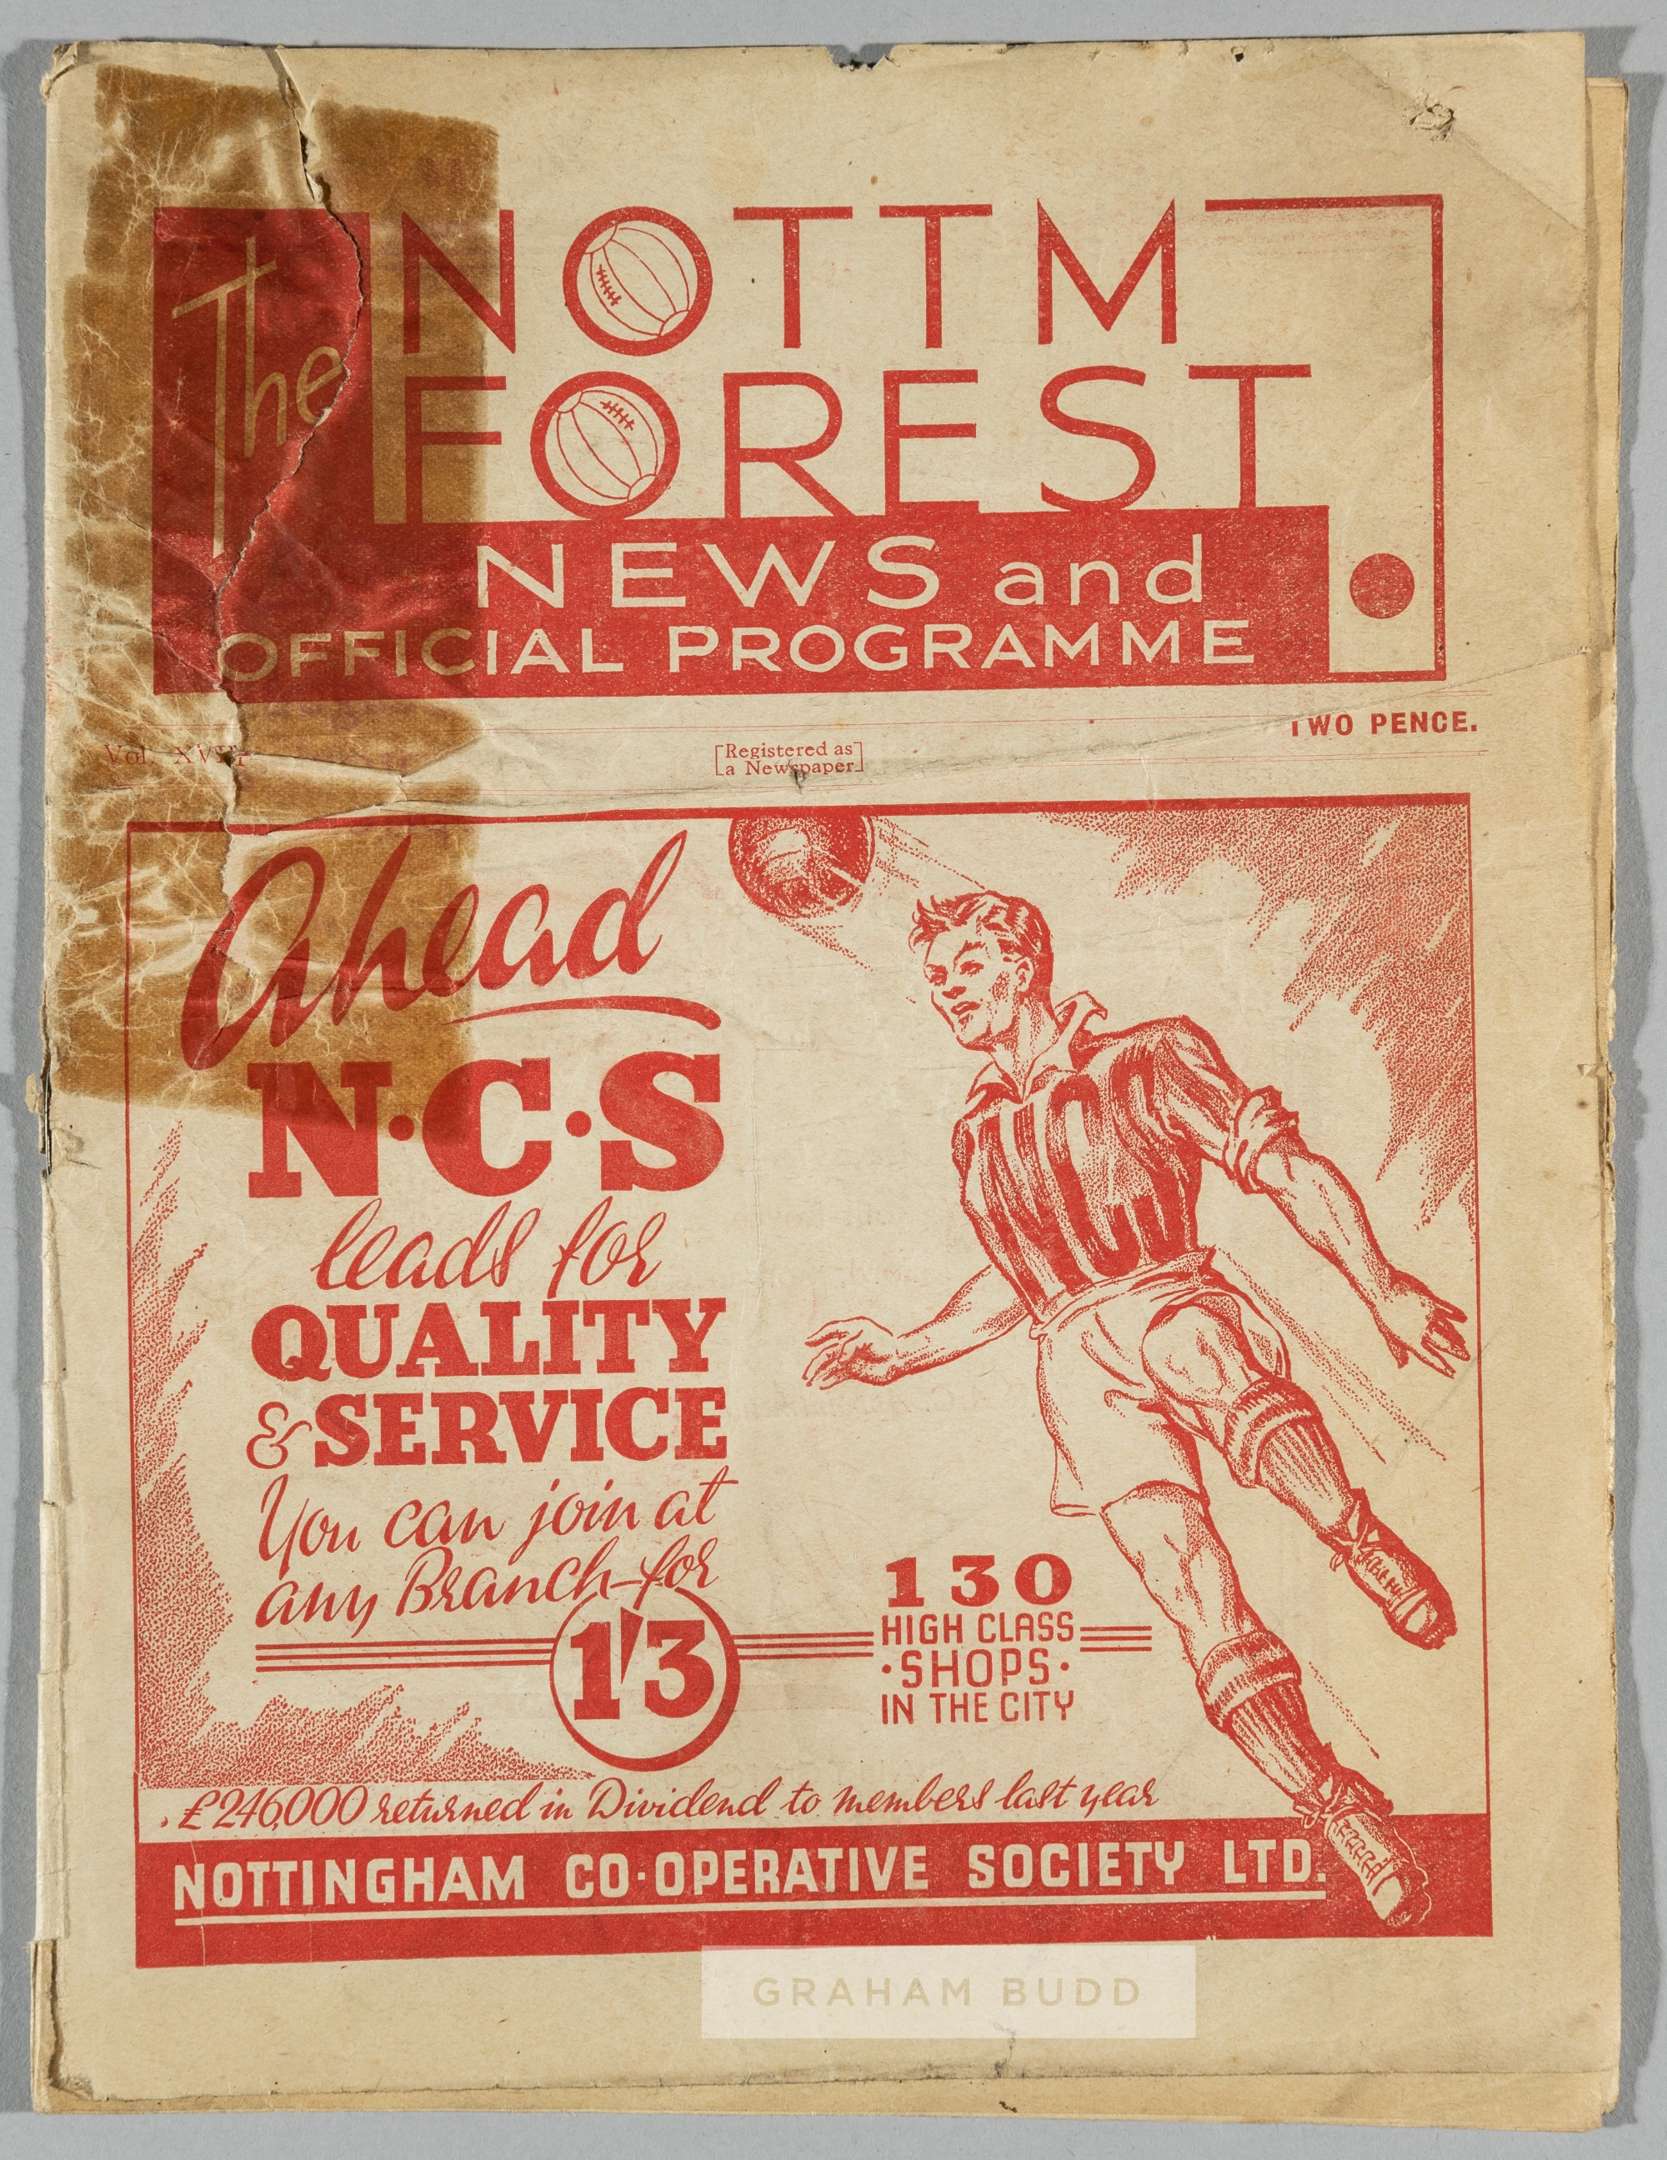 The
NOTTM
FOREST
NEWS and
OFFICIAL PROGRAMME
TWO PENCE.
Vol.
[Registered as
a Newspaper]
Ahead
N·C·S
leads for
QUALITY
& SERVICE
You can join at
any Branch for
1'3
NCS
130
HIGH CLASS
·SHOPS·
IN THE CITY
£246,000 returned in Dividend to members last year
NOTTINGHAM CO-OPERATIVE SOCIETY LTD.
GRAHAM BUDD